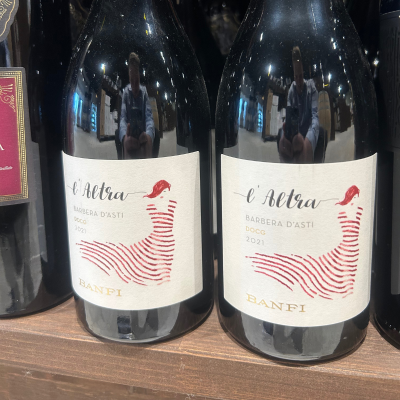 l'Altra
BARBERA D'ASTI
DOCG
2021
BANFI
l'Altra
BARBERA D'ASTI
DOCG
2021
BANFI
A